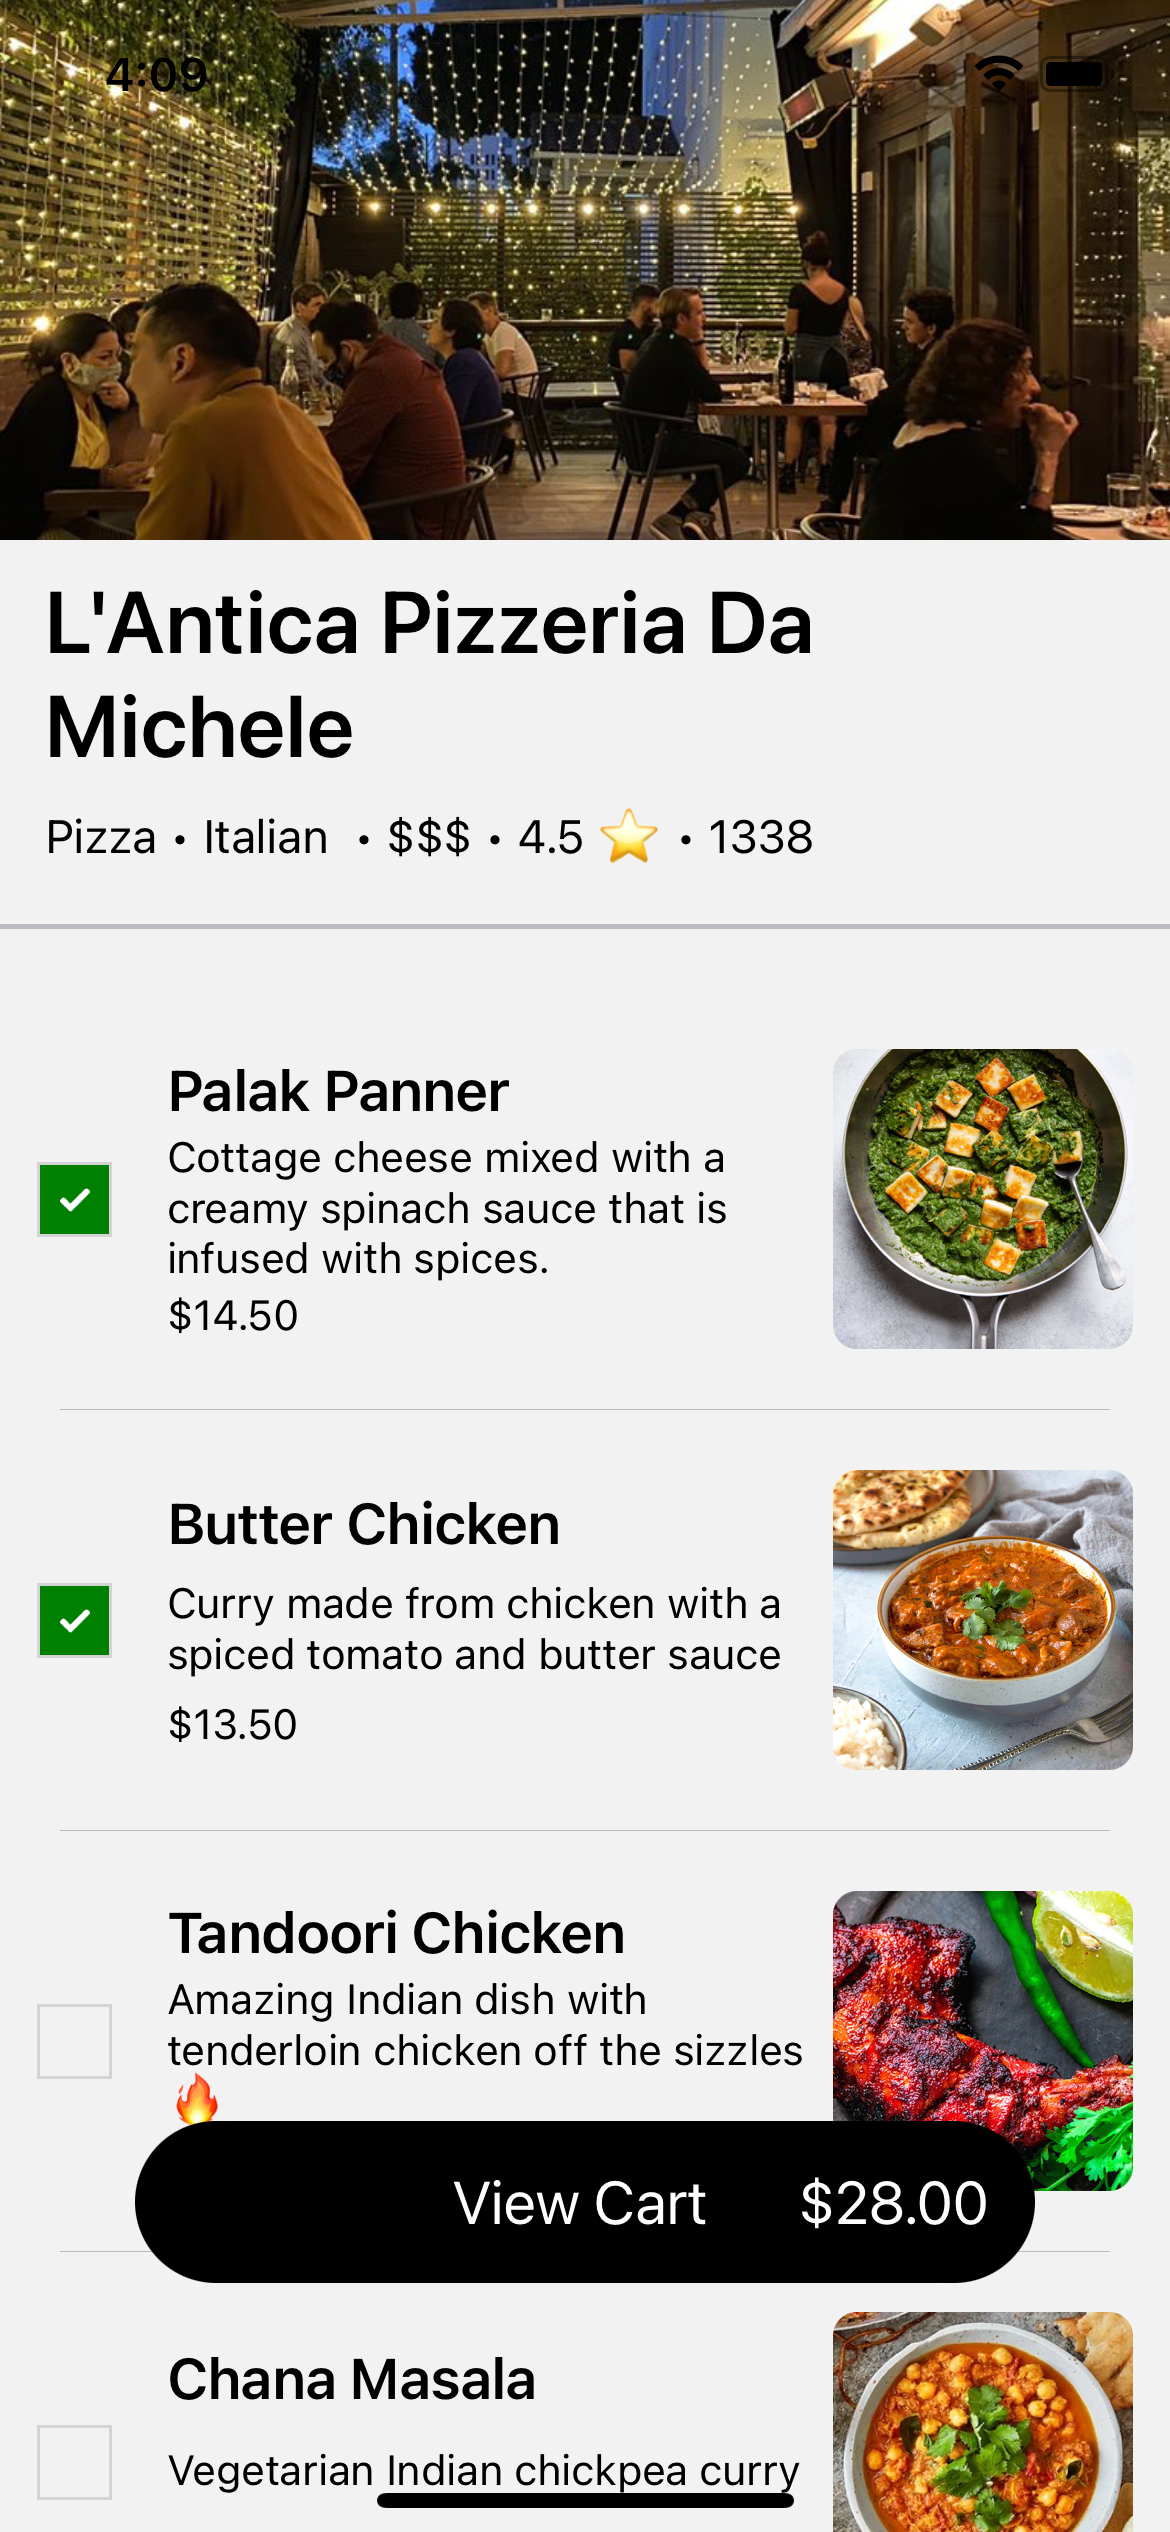 4:09
L'Antica Pizzeria Da
Michele
Pizza • Italian • $$$ • 4.5 ⭐ • 1338
Palak Panner
Cottage cheese mixed with a
creamy spinach sauce that is
infused with spices.
$14.50
Butter Chicken
Curry made from chicken with a
spiced tomato and butter sauce
$13.50
Tandoori Chicken
Amazing Indian dish with
tenderloin chicken off the sizzles
🔥
View Cart $28.00
Chana Masala
Vegetarian Indian chickpea curry